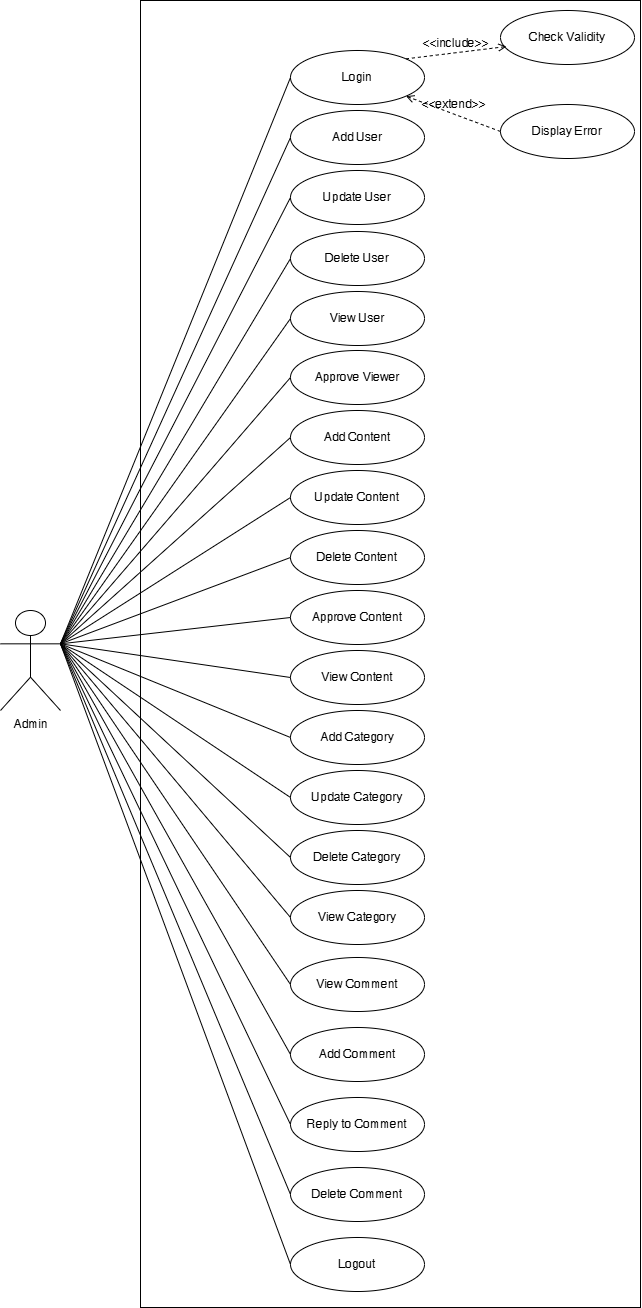 Check Validity
<<include>>
Login
<<extend>>
Display Error
Add User
Update User
Delete User
View User
Approve Viewer
Add Content
Update Content
Delete Content
Approve Content
View Content
Admin
Add Category
Update Category
Delete Category
View Category
View Comment
Add Comment
Reply to Comment
Delete Comment
Logout